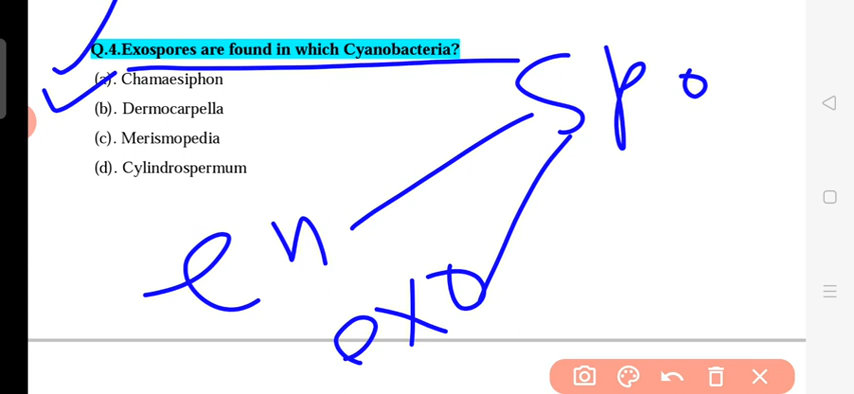 Q.4.Exospores are found in which Cyanobacteria?
(a). Chamaesiphon
(b). Dermocarpella
(c). Merismopedia
(d). Cylindrospermum
Spo
en
exo